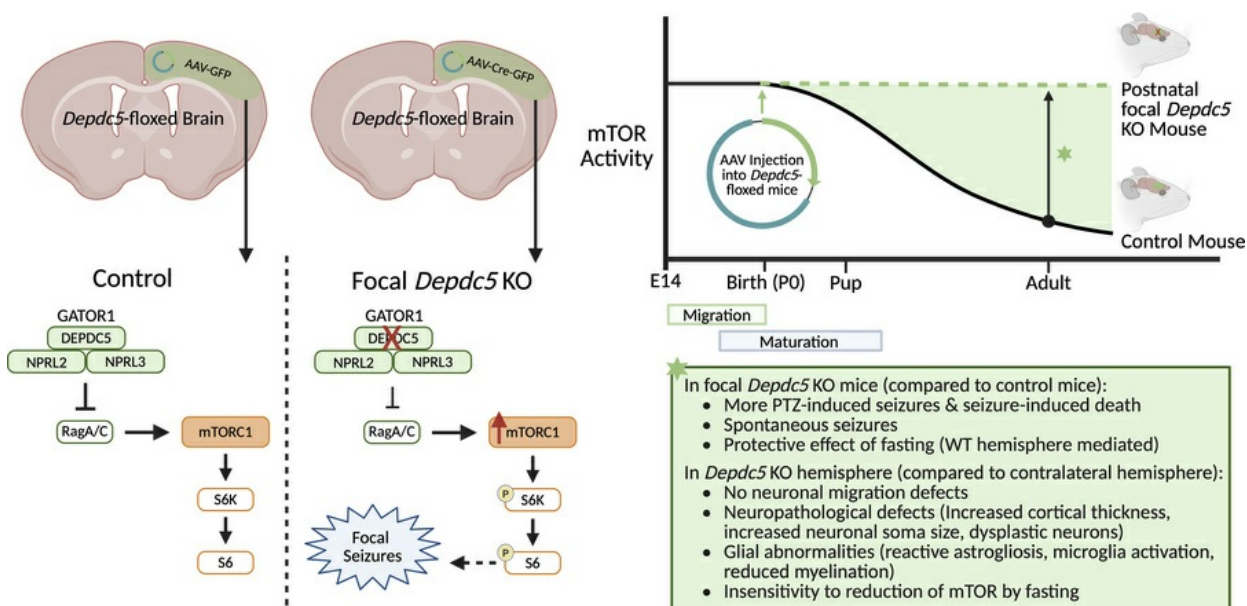 AAV-GFP
Depdc5-floxed Brain
Control
GATOR1
DEPDC5
NPRL2
NPRL3
RagA/C
mTORC1
S6K
S6
AAV-Cre-GFP
Depdc5-floxed Brain
Focal Depdc5 KO
GATOR1
DEPDC5
NPRL2
NPRL3
RagA/C
mTORC1
P
S6K
P
S6
Focal
Seizures
mTOR
Activity
AAV Injection
into Depdc5-
floxed mice
Postnatal
focal Depdc5
KO Mouse
Control Mouse
E14
Birth (P0)
Pup
Adult
Migration
Maturation
In focal Depdc5 KO mice (compared to control mice):
• More PTZ-induced seizures & seizure-induced death
• Spontaneous seizures
• Protective effect of fasting (WT hemisphere mediated)
In Depdc5 KO hemisphere (compared to contralateral hemisphere):
• No neuronal migration defects
• Neuropathological defects (Increased cortical thickness,
increased neuronal soma size, dysplastic neurons)
• Glial abnormalities (reactive astrogliosis, microglia activation,
reduced myelination)
• Insensitivity to reduction of mTOR by fasting